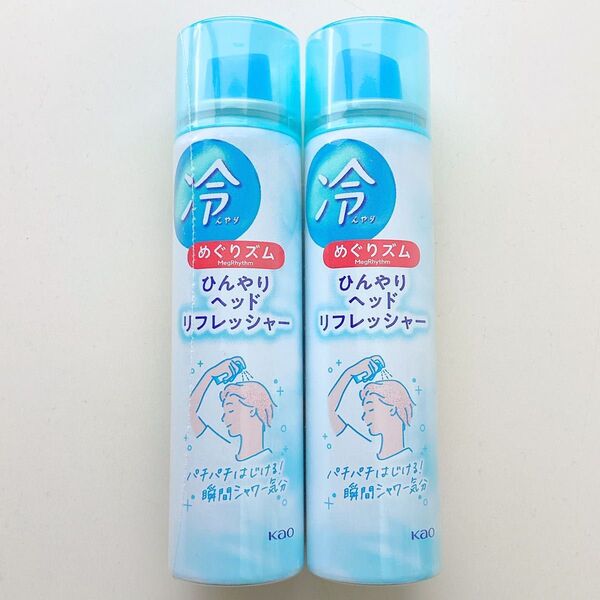 冷
んやり
めぐりズム
MegRhythm
ひんやり
ヘッド
リフレッシャー
パチパチはじける!
瞬間シャワー気分
Kao
冷
んやり
めぐりズム
MegRhythm
ひんやり
ヘッド
リフレッシャー
パチパチはじける!
瞬間シャワー気分
Kao